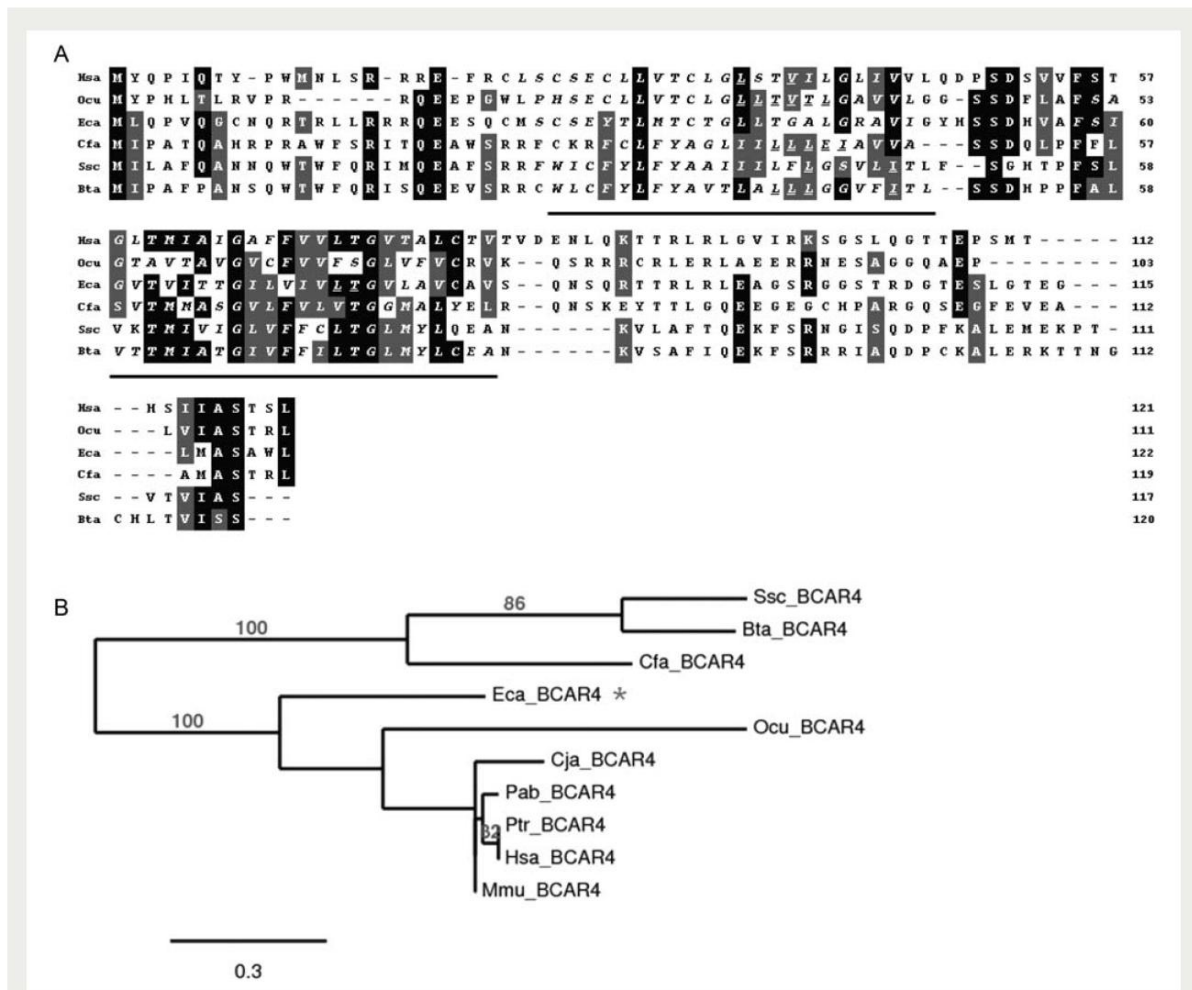 A
Hsa M Y Q P I Q T Y - P W M N L S R - R R E - F R C L S C S E C L L V T C L G L S T V I L G L I V V L Q D P S D S V V F S T 57
Ocu M Y P H L T L R V P R - - - - - - R Q E E P G W L P H S E C L L V T C L G L L T V T L G A V V L G G - S S D F L A F S A 53
Eca M L Q P V Q G C N Q R T R L L R R R Q E E S Q C M S C S E Y T L M T C T G L L T G A L G R A V I G Y H S S D H V A F S I 60
Cfa M I P A T Q A H R P R A W F S R I T Q E A W S R R F C K R F C L F Y A G L I I L L L E I A V V A - - S S D Q L P F F L 57
Ssc M I L A F Q A N N Q W T W F Q R I M Q E A F S R R F W I C F Y L F Y A A I I I L F L G S V L I T L F - S G H T P F S L 58
Bta M I P A F P A N S Q W T W F Q R I S Q E E V S R R C W L C F Y L F Y A V T L A L L L G G V F I T L - - S S D H P P F A L 58
Hsa G L T M I A I G A F F V V L T G V T A L C T V T V D E N L Q K T T R L R L G V I R K S G S L Q G T T E P S M T - - - - - 112
Ocu G T A V T A V G V C F V V F S G L V F V C R V K - - Q S R R R C R L E R L A E E R R N E S A G G Q A E P - - - - - - - - 103
Eca G V T V I T T G I L V I V L T G V L A V C A V S - - Q N S Q R T T R L R L E A G S R G G S T R D G T E S L G T E G - - - 115
Cfa S V T M M A S G V L F V L V T G G M A L Y E L R - - Q N S K E Y T T L G Q E E G E G C H P A R G Q S E G F E V E A - - 112
Ssc V K T M I V I G L V F F C L T G L M Y L Q E A N - - - - - - K V L A F T Q E K F S R N G I S Q D P F K A L E M E K P T - 111
Bta V T T M I A T G I V F F I L T G L M Y L C E A N - - - - - - K V S A F I Q E K F S R R R I A Q D P C K A L E R K T T N G 112
Hsa - - H S I I A S T S L 121
Ocu - - - L V I A S T R L 111
Eca - - - - L M A S A W L 122
Cfa - - - - A M A S T R L 119
Ssc - - V T V I A S - - - 117
Bta C H L T V I S S - - - 120
B
86
Ssc_BCAR4
100
Bta_BCAR4
Cfa_BCAR4
Eca_BCAR4 *
100
Ocu_BCAR4
Cja_BCAR4
Pab_BCAR4
Ptr_BCAR4
Hsa_BCAR4
Mmu_BCAR4
0.3